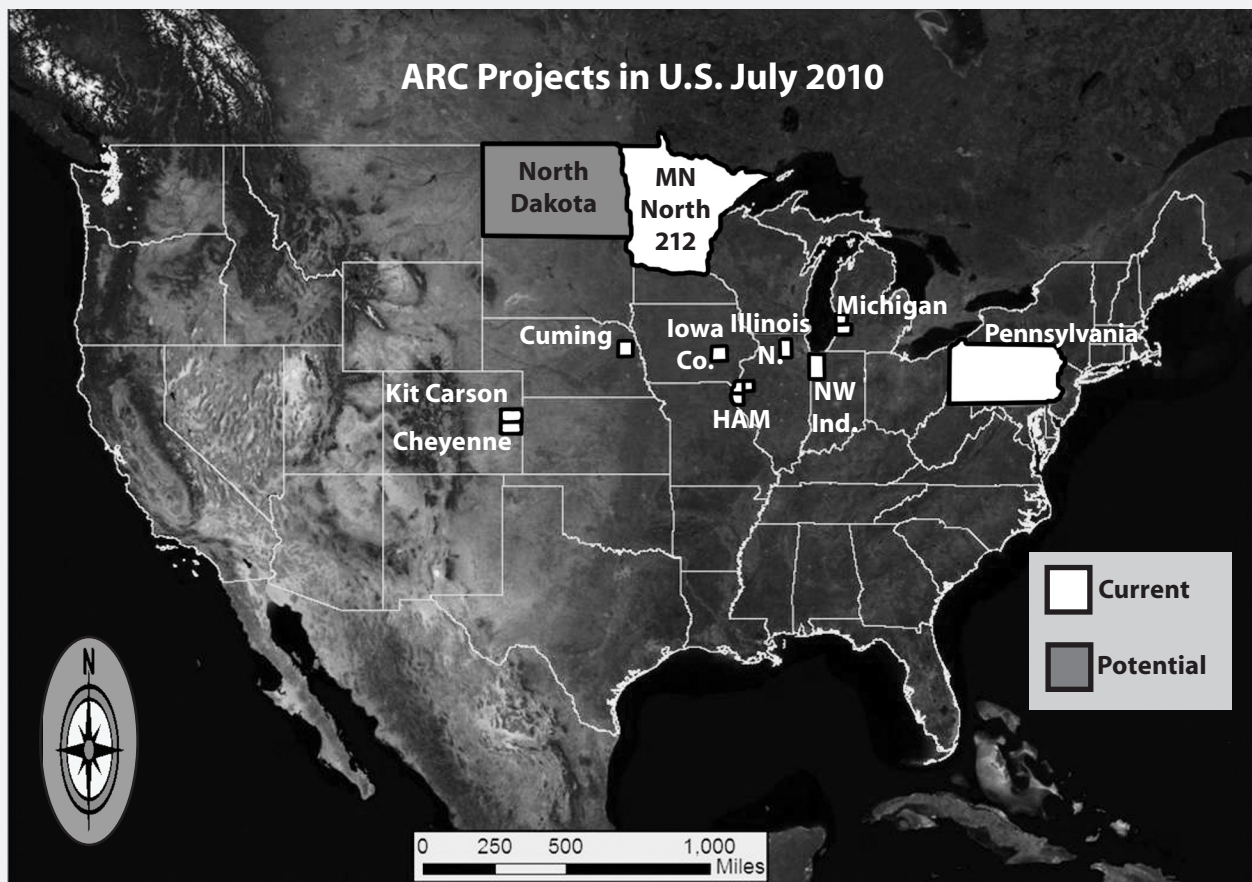 ARC Projects in U.S. July 2010
North
Dakota
MN
North
212
Michigan
Cuming
Iowa
Co.
Illinois
N.
Pennsylvania
Kit Carson
Cheyenne
HAM
NW
Ind.
Current
Potential
N
0 250 500 1,000
Miles